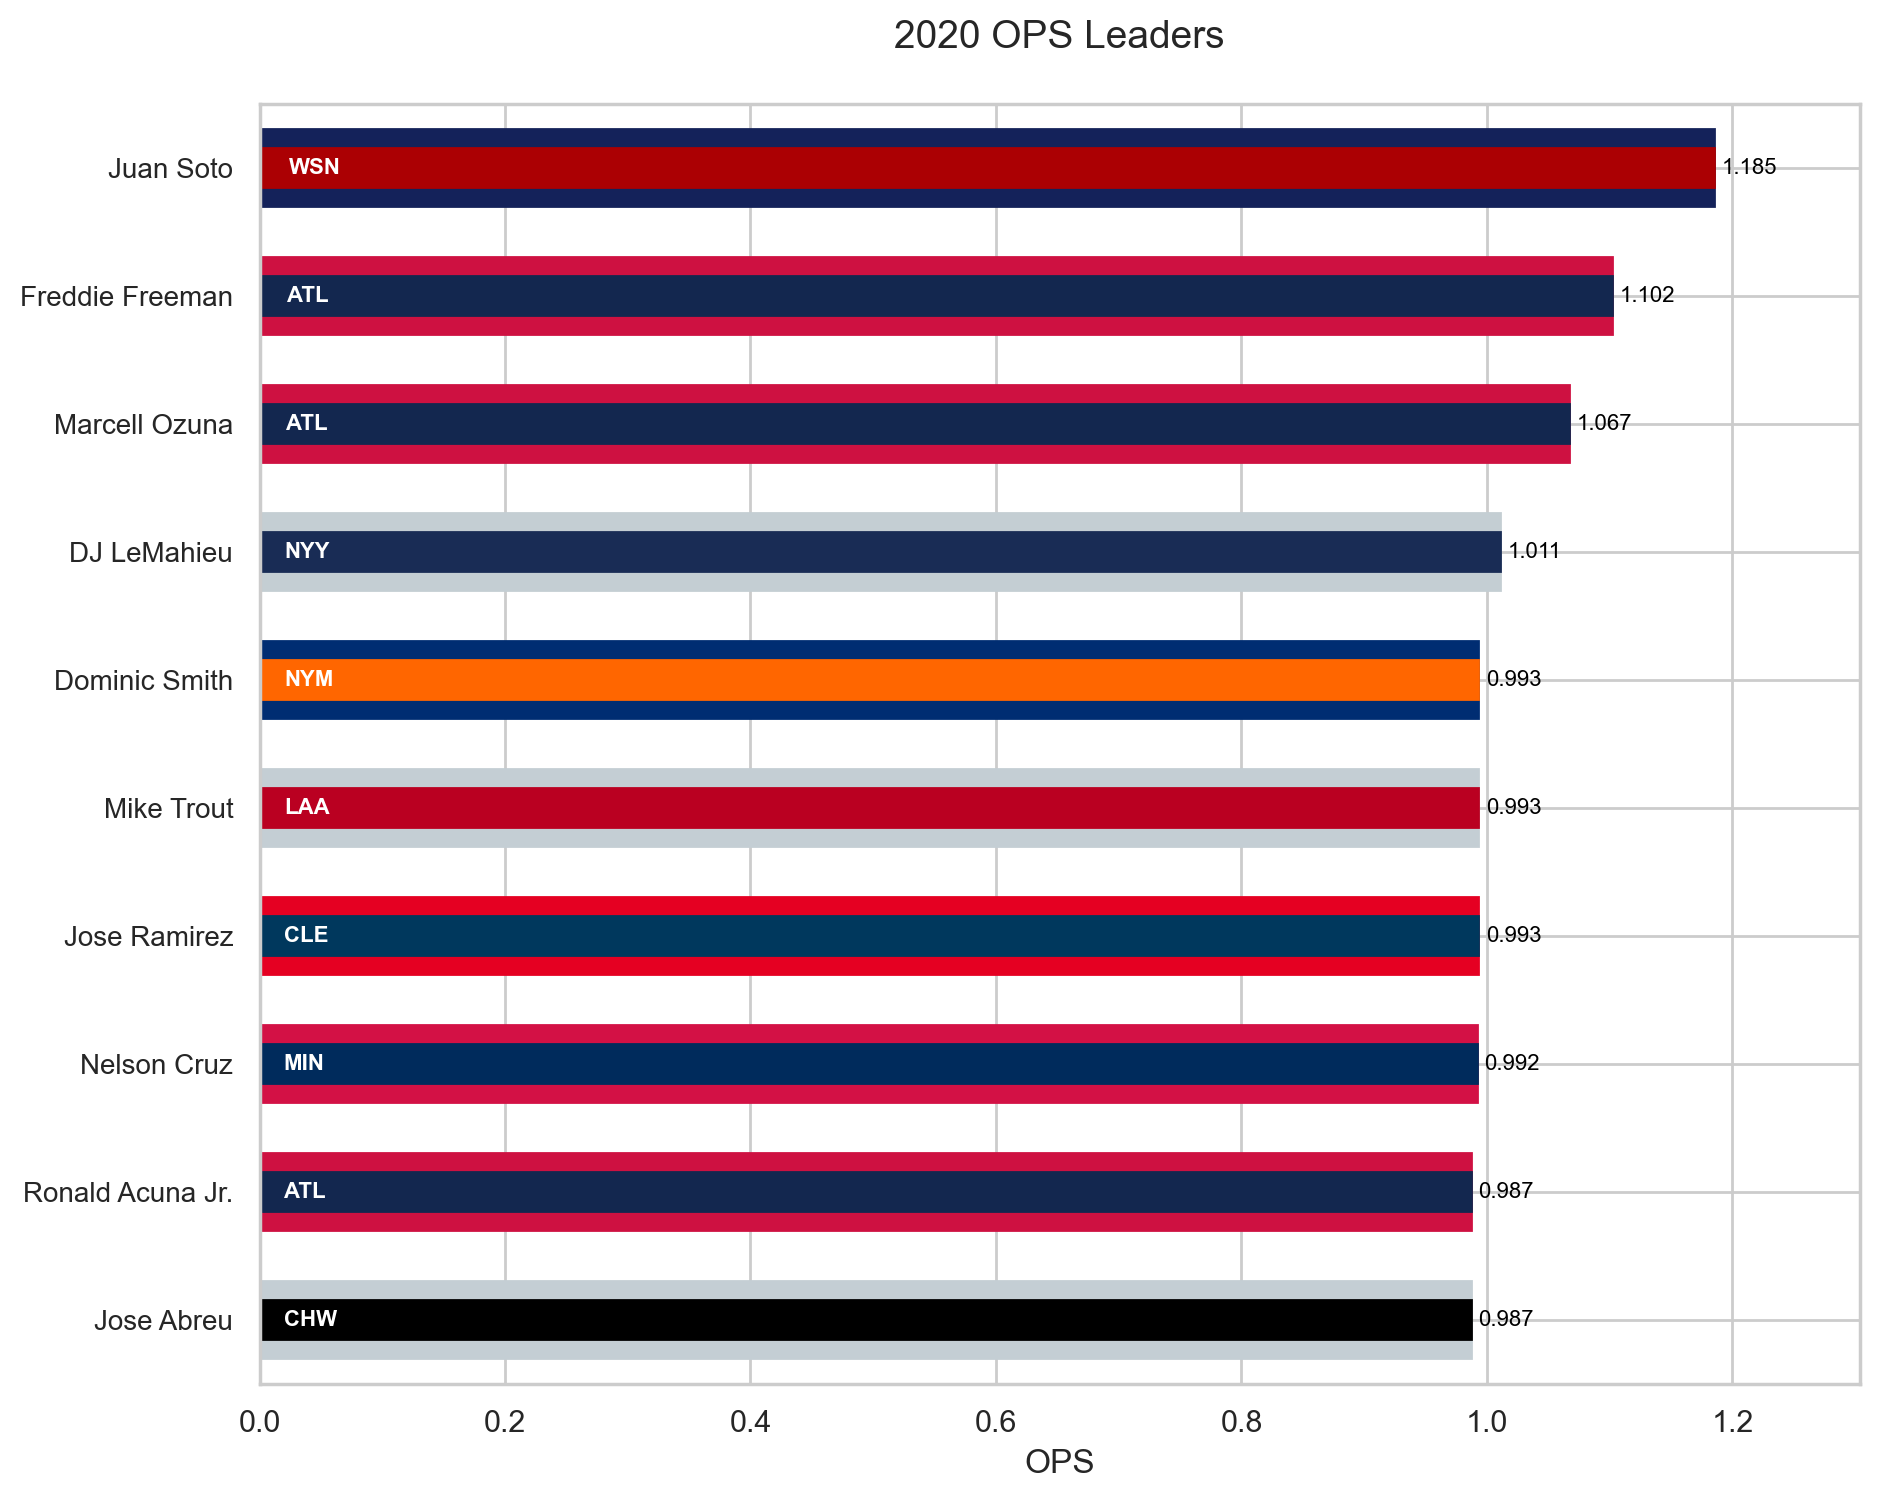 2020 OPS Leaders
Juan Soto WSN 1.185
Freddie Freeman ATL 1.102
Marcell Ozuna ATL 1.067
DJ LeMahieu NYY 1.011
Dominic Smith NYM 0.993
Mike Trout LAA 0.993
Jose Ramirez CLE 0.993
Nelson Cruz MIN 0.992
Ronald Acuna Jr. ATL 0.987
Jose Abreu CHW 0.987
0.0 0.2 0.4 0.6 0.8 1.0 1.2
OPS